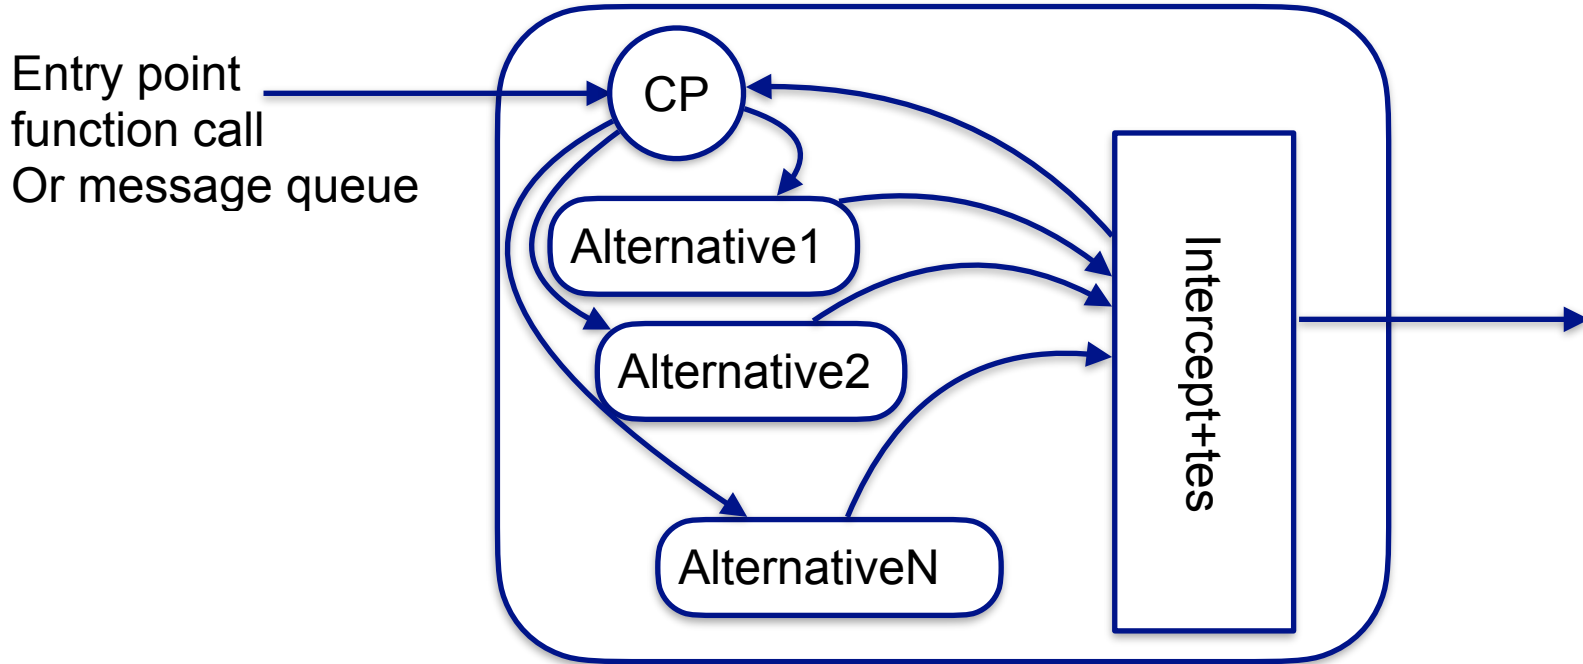 Entry point
function call
Or message queue
CP
Alternative1
Alternative2
AlternativeN
Intercept+tes